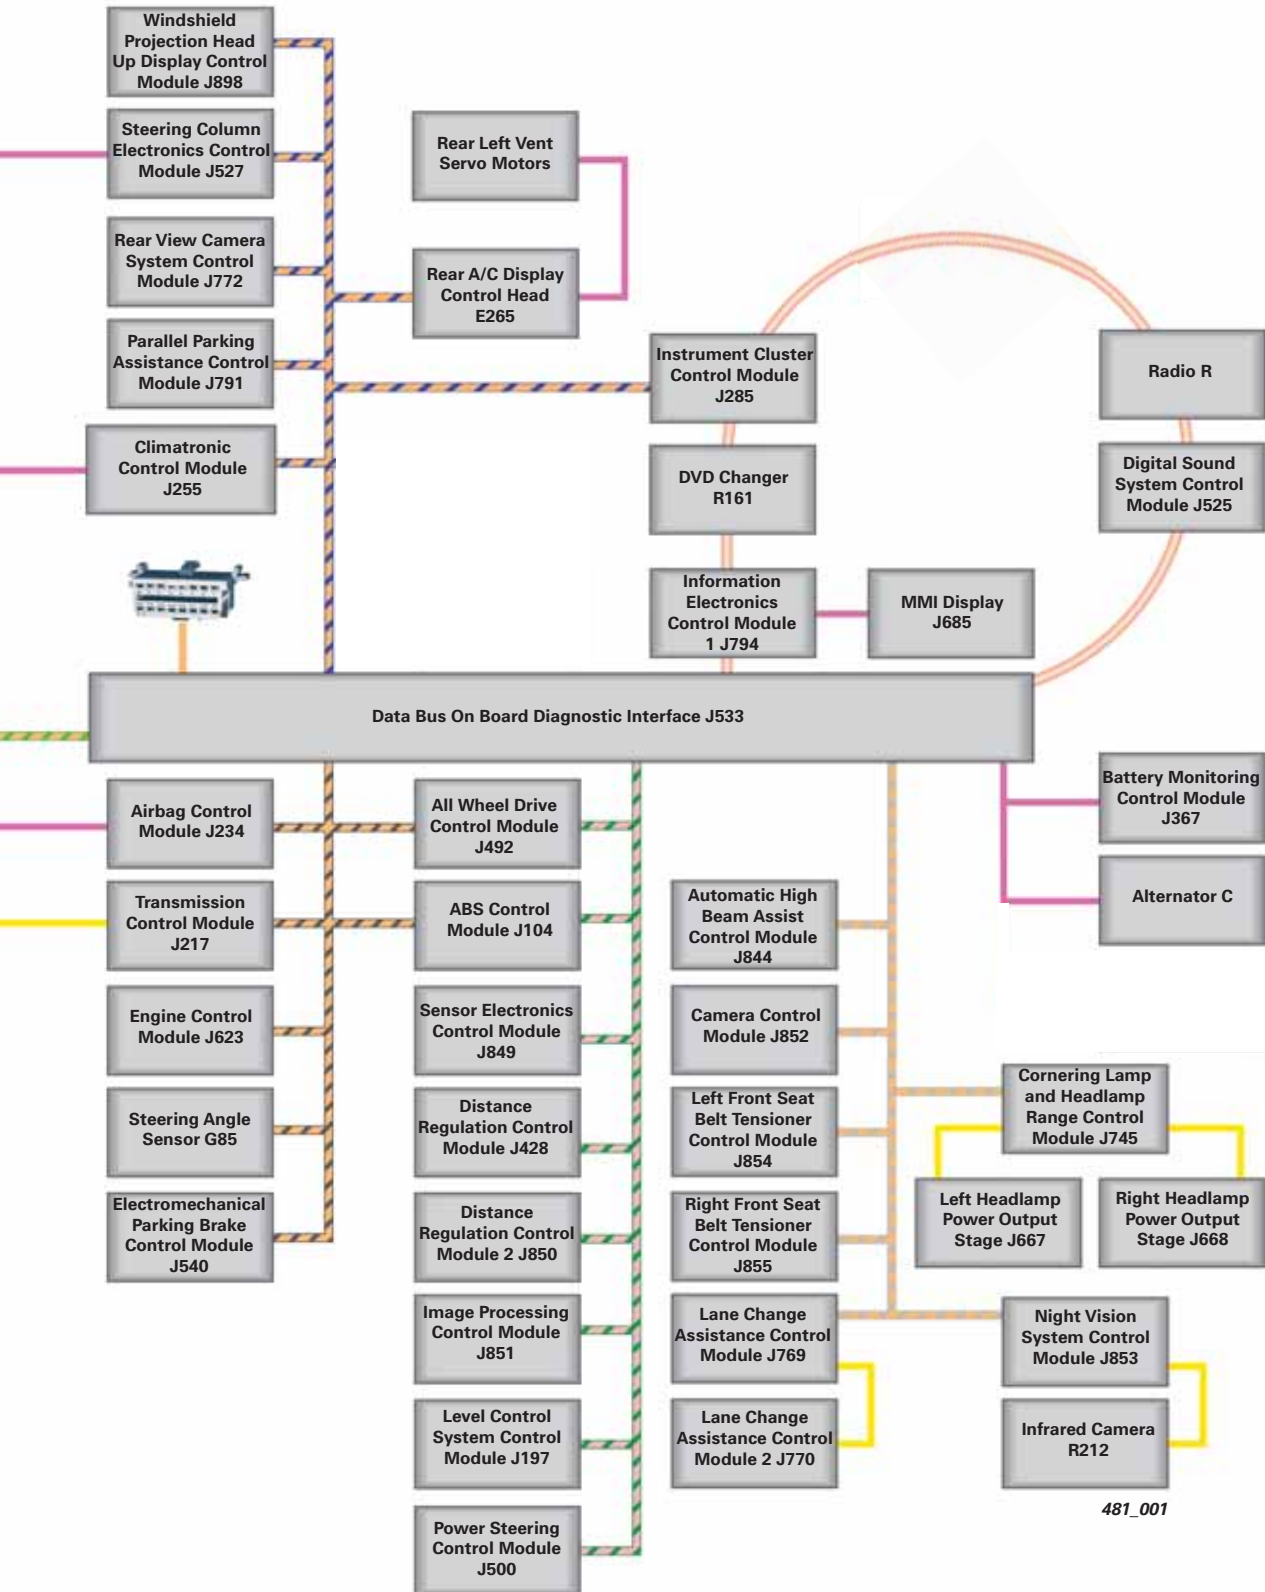 Windshield
Projection Head
Up Display Control
Module J898
Steering Column
Electronics Control
Module J527
Rear View Camera
System Control
Module J772
Parallel Parking
Assistance Control
Module J791
Climatronic
Control Module
J255
Rear Left Vent
Servo Motors
Rear A/C Display
Control Head
E265
Instrument Cluster
Control Module
J285
DVD Changer
R161
Information
Electronics
Control Module
1 J794
MMI Display
J685
Radio R
Digital Sound
System Control
Module J525
Data Bus On Board Diagnostic Interface J533
Airbag Control
Module J234
Transmission
Control Module
J217
Engine Control
Module J623
Steering Angle
Sensor G85
Electromechanical
Parking Brake
Control Module
J540
All Wheel Drive
Control Module
J492
ABS Control
Module J104
Sensor Electronics
Control Module
J849
Distance
Regulation Control
Module J428
Distance
Regulation Control
Module 2 J850
Image Processing
Control Module
J851
Level Control
System Control
Module J197
Power Steering
Control Module
J500
Automatic High
Beam Assist
Control Module
J844
Camera Control
Module J852
Left Front Seat
Belt Tensioner
Control Module
J854
Right Front Seat
Belt Tensioner
Control Module
J855
Lane Change
Assistance Control
Module J769
Lane Change
Assistance Control
Module 2 J770
Battery Monitoring
Control Module
J367
Alternator C
Cornering Lamp
and Headlamp
Range Control
Module J745
Left Headlamp
Power Output
Stage J667
Right Headlamp
Power Output
Stage J668
Night Vision
System Control
Module J853
Infrared Camera
R212
481_001